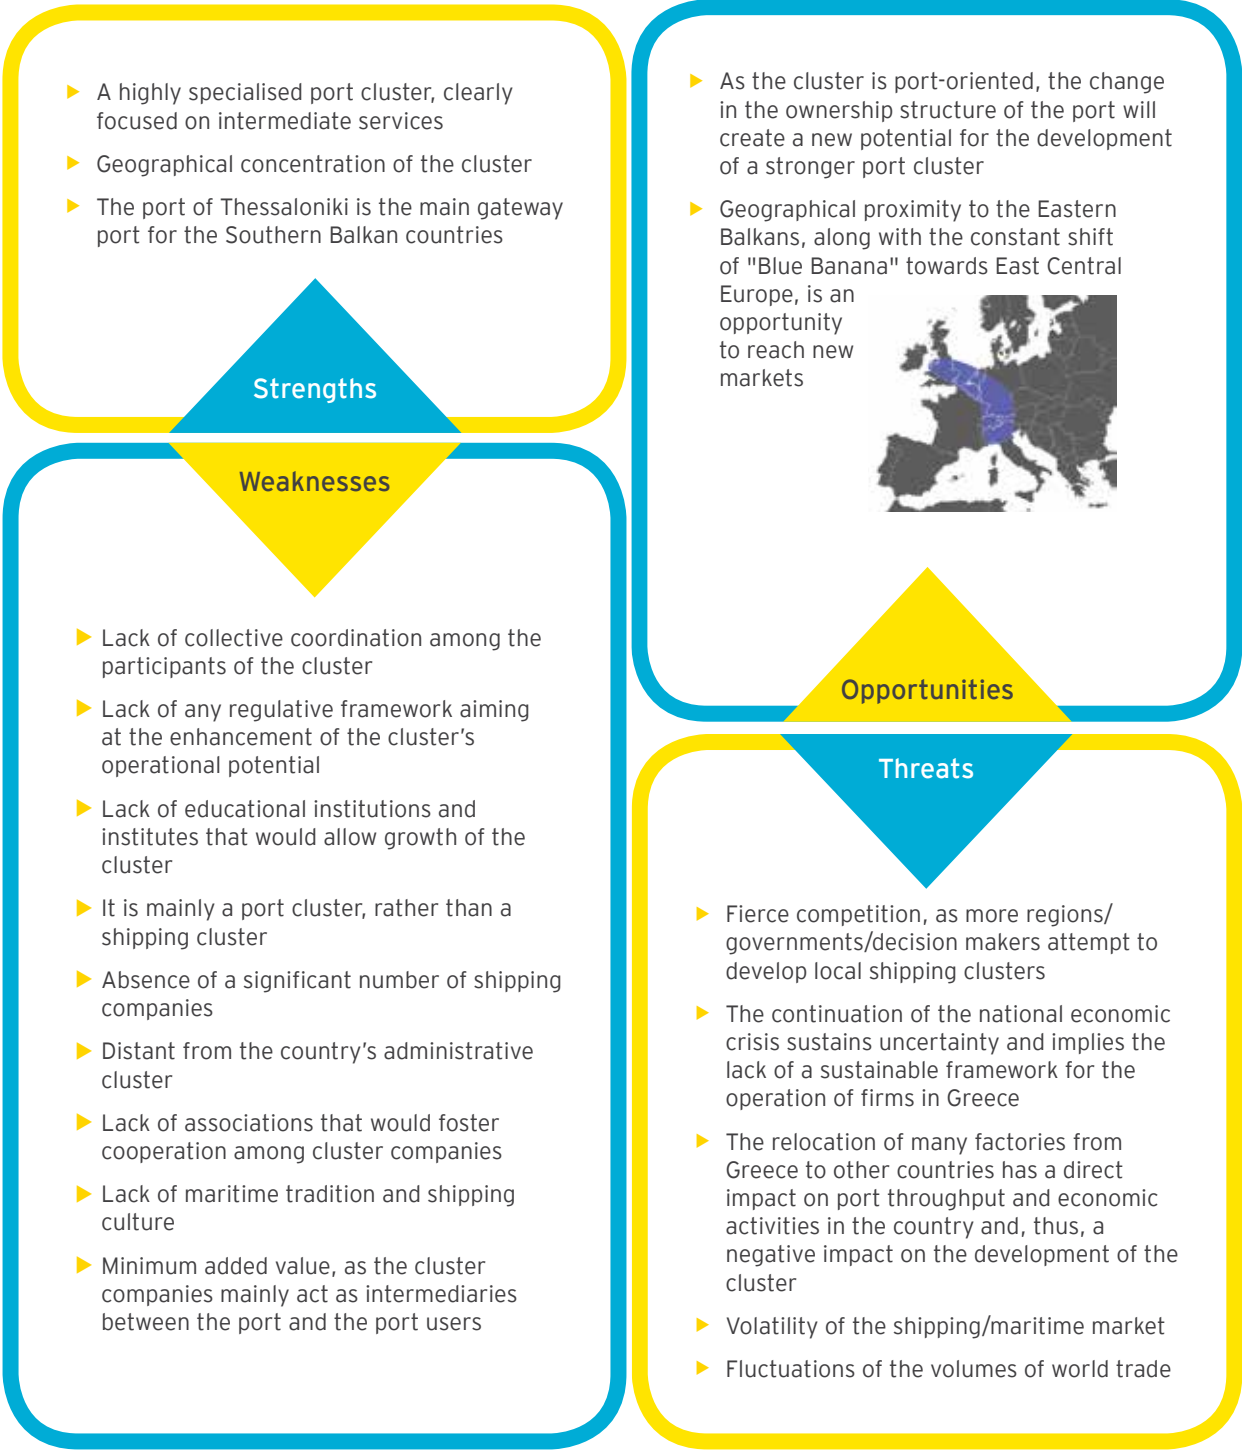 A highly specialised port cluster, clearly
focused on intermediate services
Geographical concentration of the cluster
The port of Thessaloniki is the main gateway
port for the Southern Balkan countries
Strengths
Weaknesses
Lack of collective coordination among the
participants of the cluster
Lack of any regulative framework aiming
at the enhancement of the cluster’s
operational potential
Lack of educational institutions and
institutes that would allow growth of the
cluster
It is mainly a port cluster, rather than a
shipping cluster
Absence of a significant number of shipping
companies
Distant from the country’s administrative
cluster
Lack of associations that would foster
cooperation among cluster companies
Lack of maritime tradition and shipping
culture
Minimum added value, as the cluster
companies mainly act as intermediaries
between the port and the port users
As the cluster is port-oriented, the change
in the ownership structure of the port will
create a new potential for the development
of a stronger port cluster
Geographical proximity to the Eastern
Balkans, along with the constant shift
of "Blue Banana" towards East Central
Europe, is an
opportunity
to reach new
markets
Opportunities
Threats
Fierce competition, as more regions/
governments/decision makers attempt to
develop local shipping clusters
The continuation of the national economic
crisis sustains uncertainty and implies the
lack of a sustainable framework for the
operation of firms in Greece
The relocation of many factories from
Greece to other countries has a direct
impact on port throughput and economic
activities in the country and, thus, a
negative impact on the development of the
cluster
Volatility of the shipping/maritime market
Fluctuations of the volumes of world trade